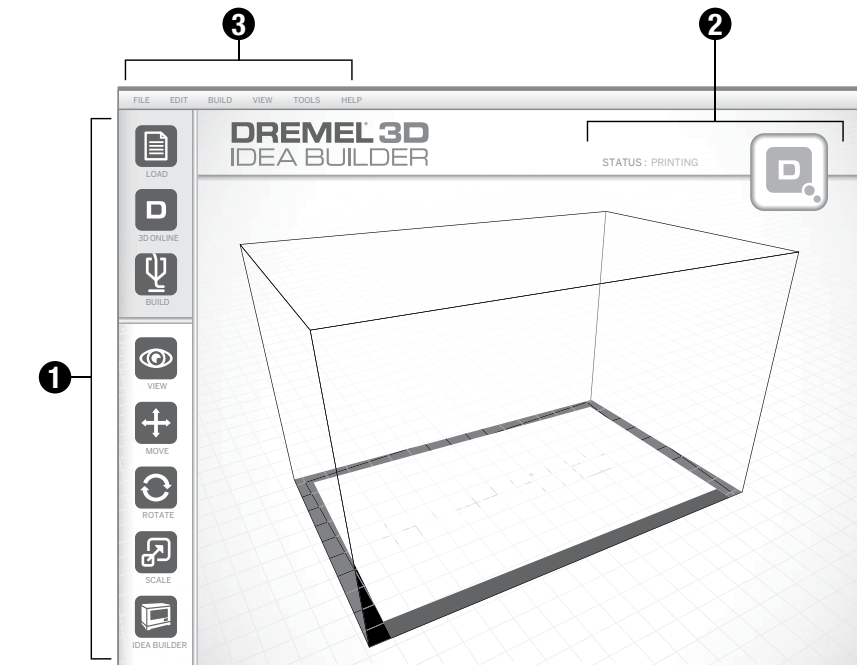 3
2
FILE EDIT BUILD VIEW TOOLS HELP
DREMEL® 3D
IDEA BUILDER
STATUS : PRINTING
D
LOAD
D
3D ONLINE
BUILD
1
VIEW
MOVE
ROTATE
SCALE
IDEA BUILDER